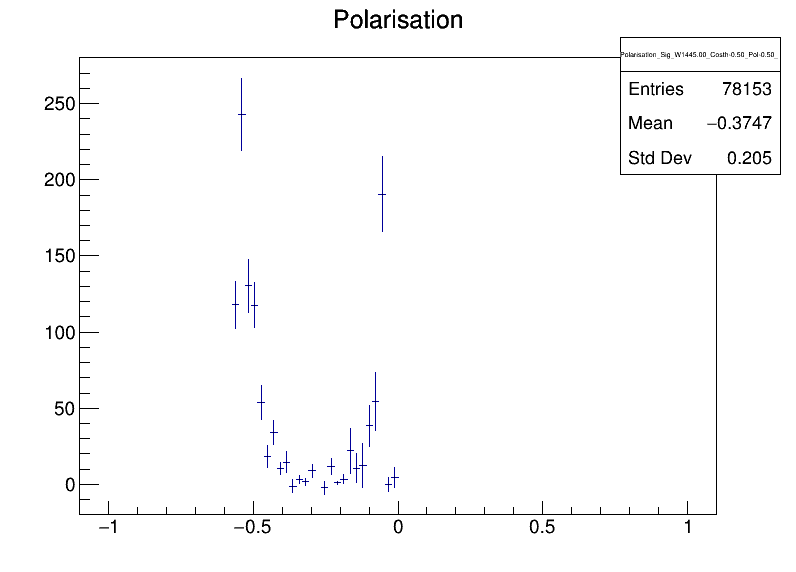 Polarisation
Polarisation_Sig_W1445.00_Costh-0.50_Pol-0.50_
Entries 78153
Mean −0.3747
Std Dev 0.205
250
200
150
100
50
0
−1 −0.5 0 0.5 1